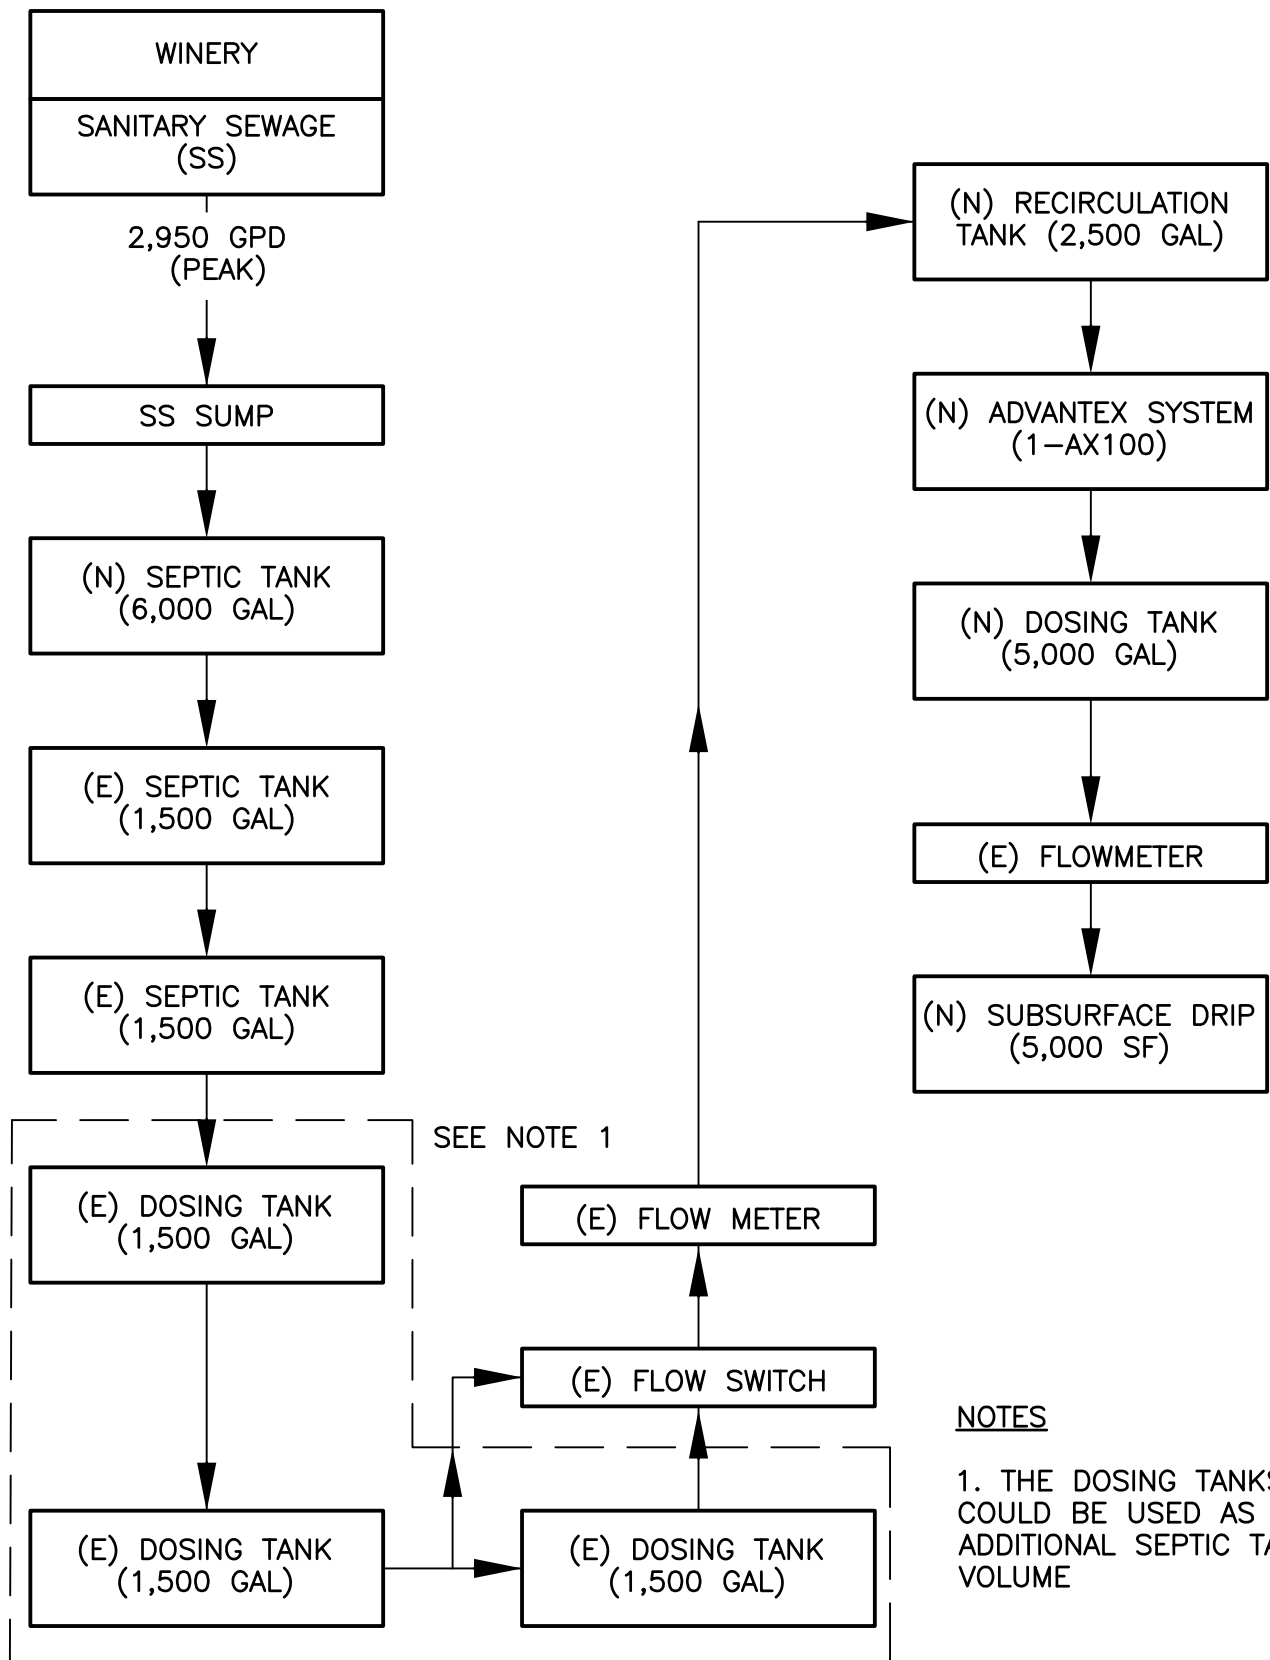 WINERY
SANITARY SEWAGE
(SS)
2,950 GPD
(PEAK)
SS SUMP
(N) SEPTIC TANK
(6,000 GAL)
(E) SEPTIC TANK
(1,500 GAL)
(E) SEPTIC TANK
(1,500 GAL)
SEE NOTE 1
(E) DOSING TANK
(1,500 GAL)
(E) DOSING TANK
(1,500 GAL)
(E) DOSING TANK
(1,500 GAL)
(E) FLOW SWITCH
(E) FLOW METER
(N) RECIRCULATION
TANK (2,500 GAL)
(N) ADVANTEX SYSTEM
(1-AX100)
(N) DOSING TANK
(5,000 GAL)
(E) FLOWMETER
(N) SUBSURFACE DRIP
(5,000 SF)
NOTES
1. THE DOSING TANKS
COULD BE USED AS
ADDITIONAL SEPTIC
VOLUME